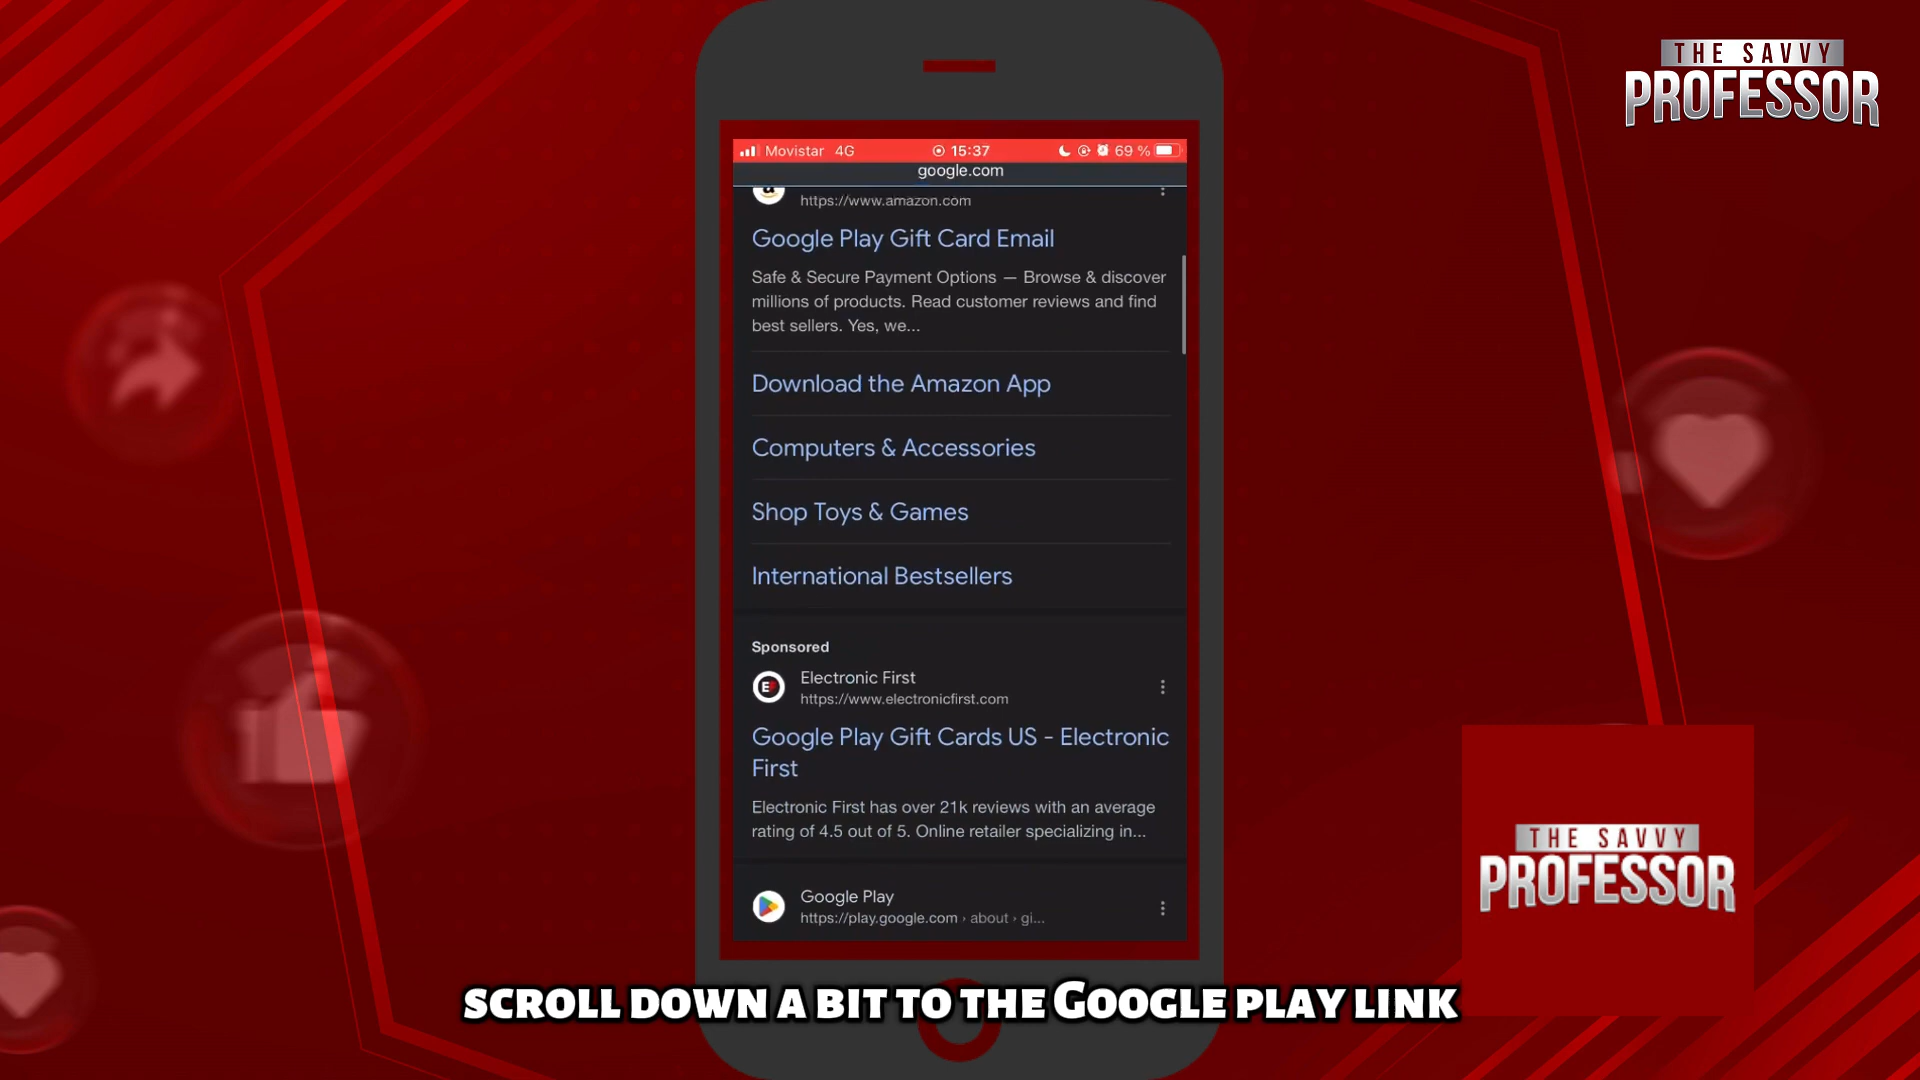 THE SAVVY
PROFESSOR
Movistar 4G 15:37 69 %
google.com
https://www.amazon.com
Google Play Gift Card Email
Safe & Secure Payment Options — Browse & discover
millions of products. Read customer reviews and find
best sellers. Yes, we...
Download the Amazon App
Computers & Accessories
Shop Toys & Games
International Bestsellers
Sponsored
Electronic First
https://www.electronicfirst.com
Google Play Gift Cards US - Electronic
First
Electronic First has over 21k reviews with an average
rating of 4.5 out of 5. Online retailer specializing in...
Google Play
https://play.google.com › about › gi...
THE SAVVY
PROFESSOR
SCROLL DOWN A BIT TO THE GOOGLE PLAY LINK